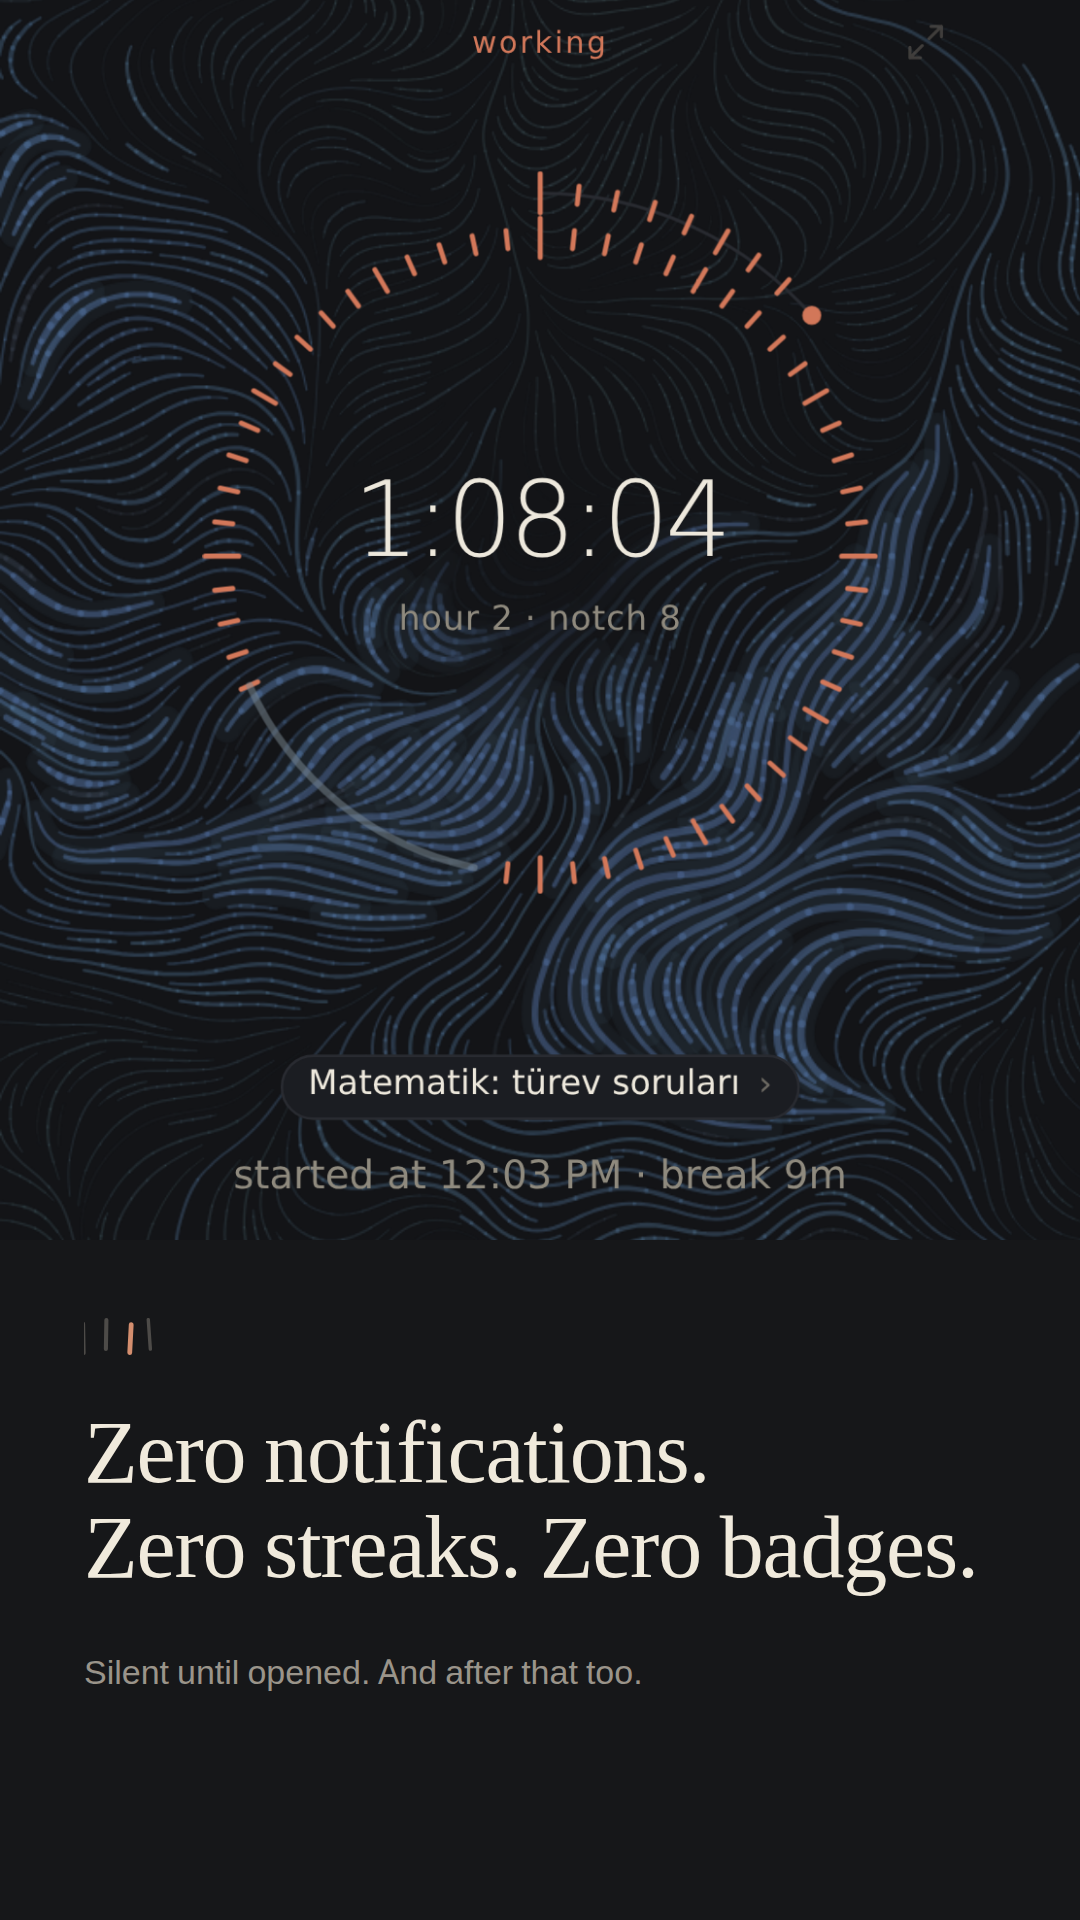 working
1:08:04
hour 2 · notch 8
Matematik: türev soruları ›
started at 12:03 PM · break 9m
Zero notifications.
Zero streaks. Zero badges.
Silent until opened. And after that too.